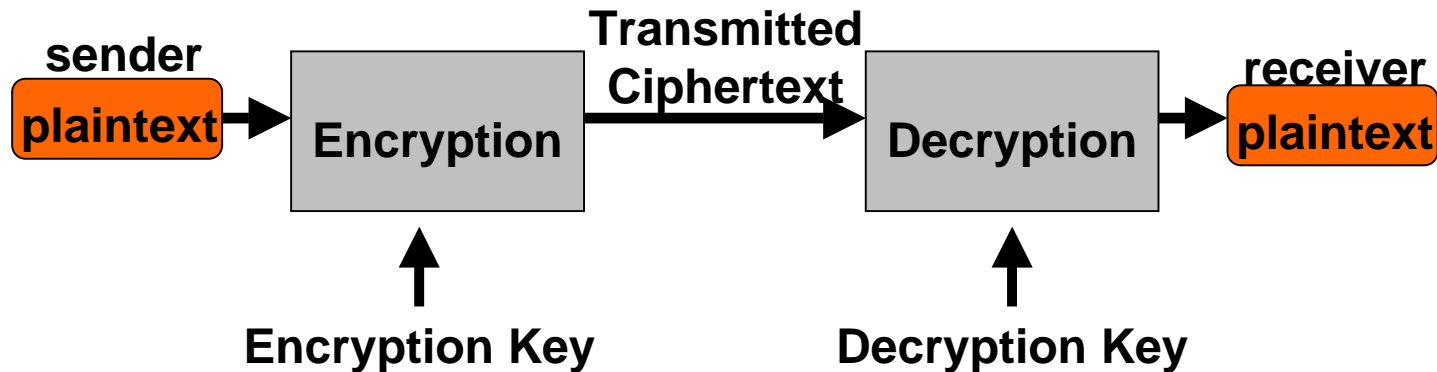 sender
plaintext
Encryption
Transmitted
Ciphertext
Decryption
receiver
plaintext
Encryption Key
Decryption Key